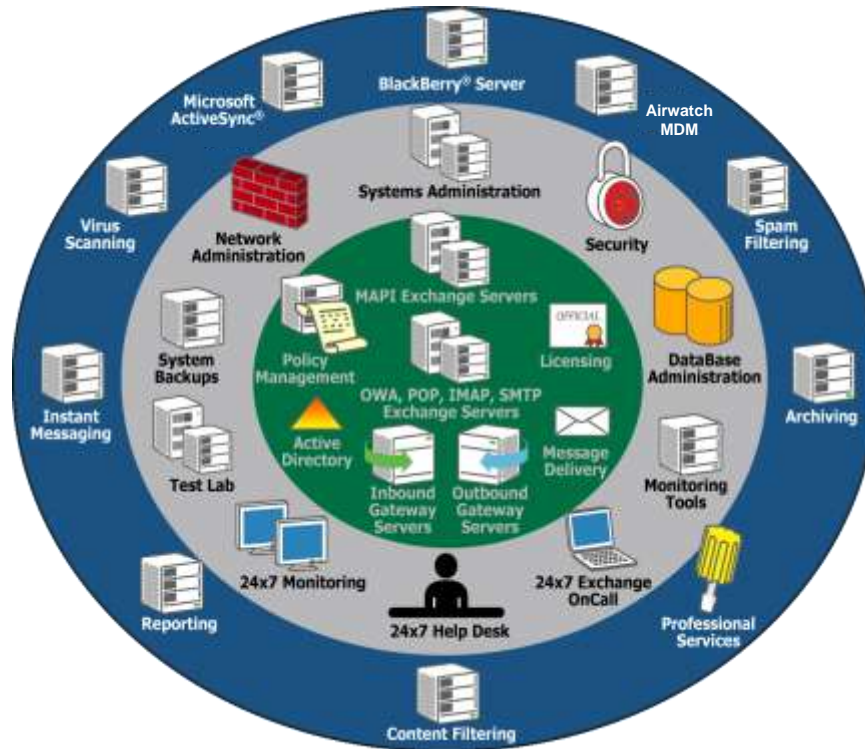 BlackBerry® Server
Microsoft
ActiveSync®
Airwatch
MDM
Systems Administration
Virus
Scanning
Network
Administration
Security
Spam
Filtering
MAPI Exchange Servers
OFFICIAL
Policy
Management
Licensing
System
Backups
DataBase
Administration
OWA, POP, IMAP, SMTP
Exchange Servers
Instant
Messaging
Archiving
Active
Directory
Message
Delivery
Test Lab
Monitoring
Tools
Inbound
Gateway
Servers
Outbound
Gateway
Servers
24x7 Monitoring
24x7 Exchange
OnCall
Reporting
24x7 Help Desk
Professional
Services
Content Filtering